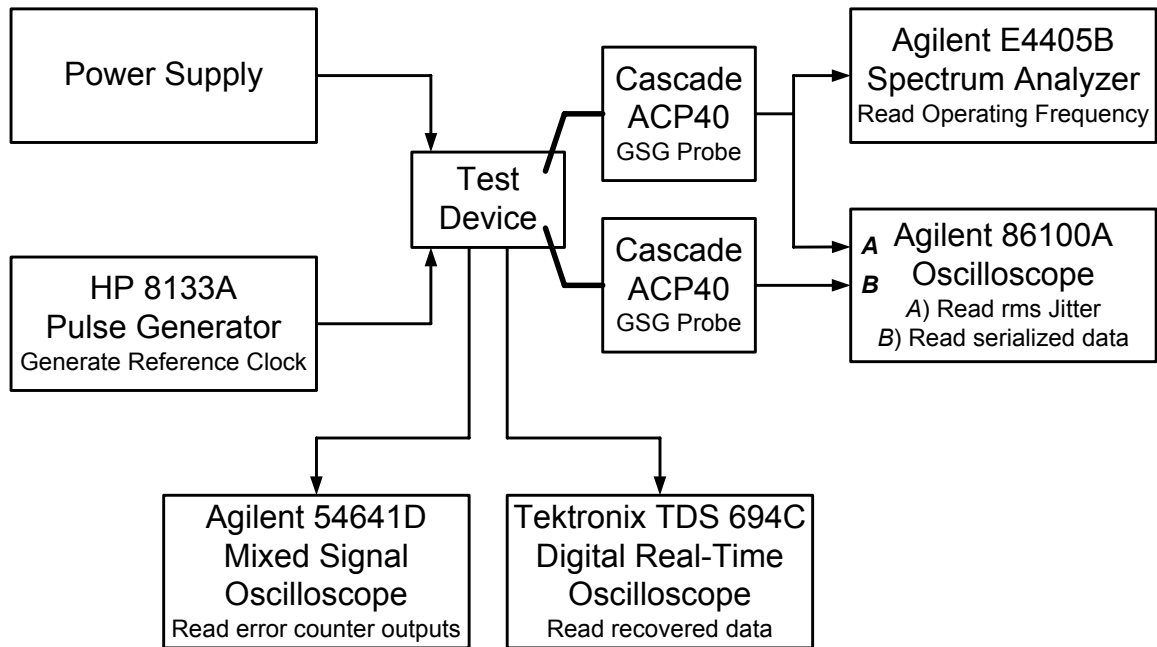 Power Supply
HP 8133A
Pulse Generator
Generate Reference Clock
Test
Device
Cascade
ACP40
GSG Probe
Cascade
ACP40
GSG Probe
Agilent E4405B
Spectrum Analyzer
Read Operating Frequency
A
B
Agilent 86100A
Oscilloscope
A) Read rms Jitter
B) Read serialized data
Agilent 54641D
Mixed Signal
Oscilloscope
Read error counter outputs
Tektronix TDS 694C
Digital Real-Time
Oscilloscope
Read recovered data